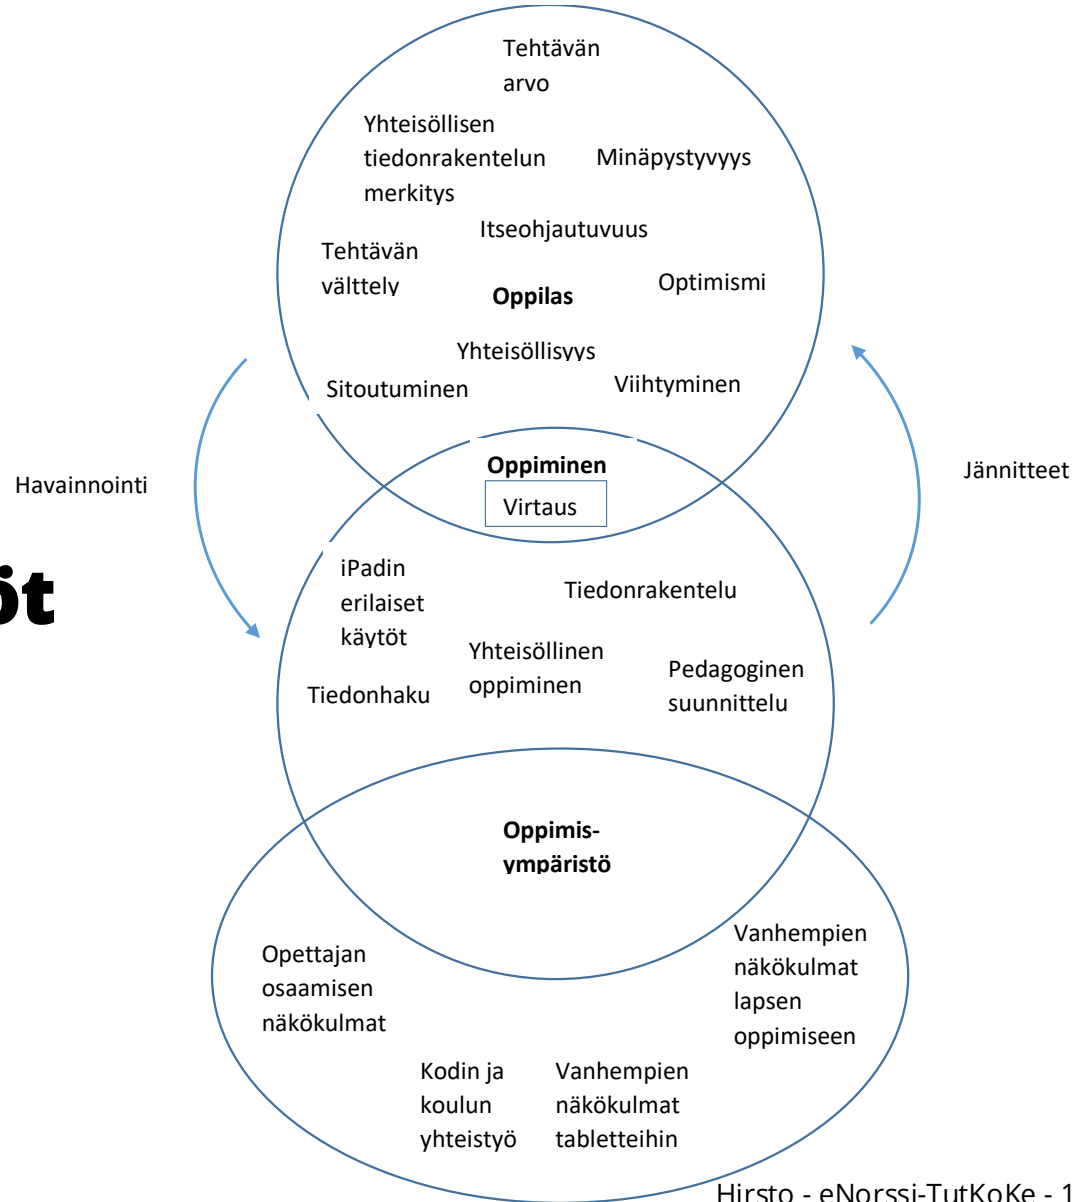 Tehtävän
arvo
Yhteisöllisen
tiedonrakentelun
merkitys
Minäpystyvyys
Itseohjautuvuus
Tehtävän
välttely
Optimismi
Oppilas
Yhteisöllisyys
Sitoutuminen
Viihtyminen
Havainnointi
Oppiminen
Virtaus
Jännitteet
öt
iPadin
erilaiset
käytöt
Tiedonrakentelu
Yhteisöllinen
oppiminen
Pedagoginen
suunnittelu
Tiedonhaku
Oppimis-
ympäristö
Opettajan
osaamisen
näkökulmat
Vanhempien
näkökulmat
lapsen
oppimiseen
Kodin ja
koulun
yhteistyö
Vanhempien
näkökulmat
tabletteihin
Hirsto - eNorssi-TutKoKe - 1